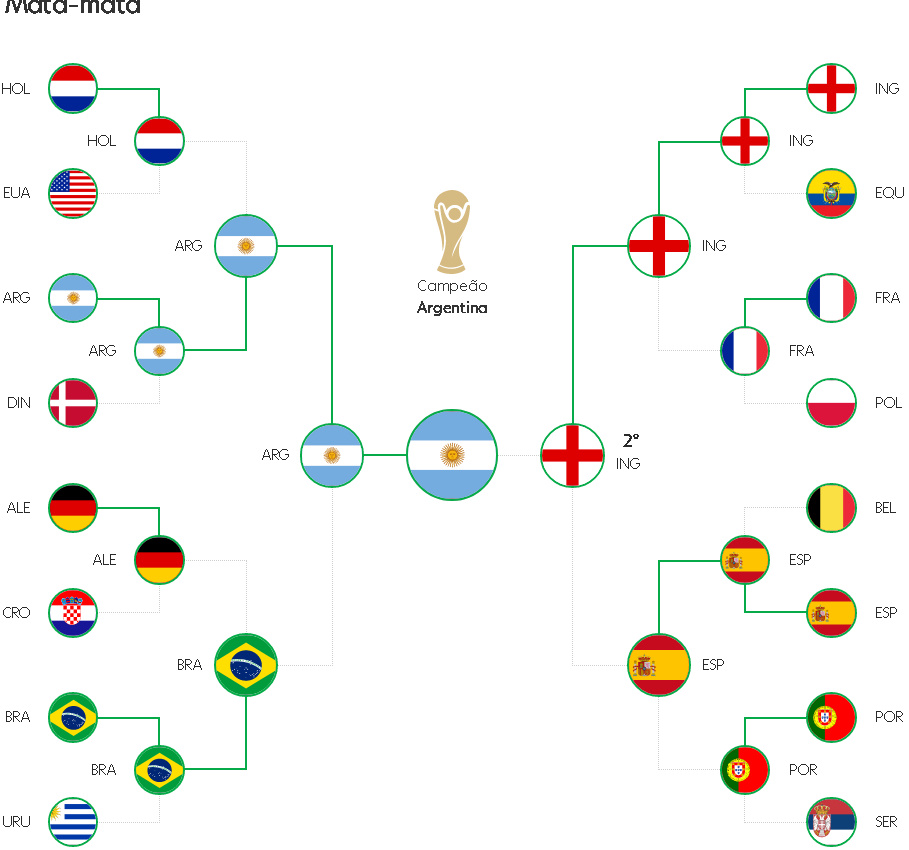 Mata-mata
HOL
ING
HOL
ING
EUA
EQU
ARG
ING
Campeão
Argentina
ARG
FRA
ARG
FRA
DIN
POL
2°
ARG
ING
ALE
BEL
ALE
ESP
CRO
ESP
BRA
ESP
BRA
POR
BRA
POR
URU
SER